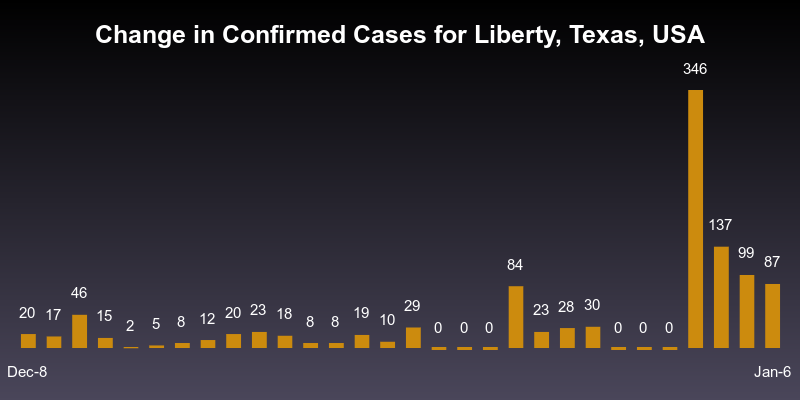 Change in Confirmed Cases for Liberty, Texas, USA
346
137
99
87
84
46
20 17 15 2 5 8 12 20 23 18 8 8 19 10 29 0 0 0 23 28 30 0 0 0
Dec-8 Jan-6